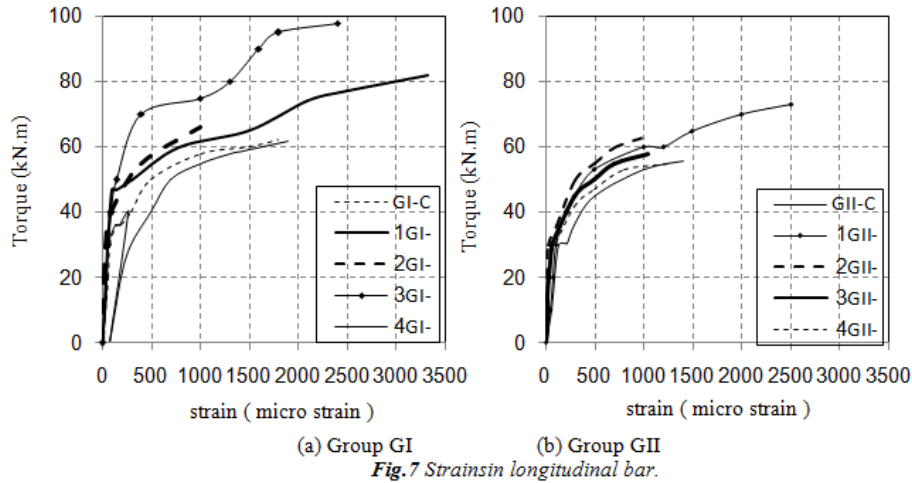 100
80
60
40
20
0
Torque (kN.m)
0 500 1000 1500 2000 2500 3000 3500
strain ( micro strain )
GI-C
1GI-
2GI-
3GI-
4GI-
(a) Group GI
100
80
60
40
20
0
Torque (kN.m)
0 500 1000 1500 2000 2500 3000 3500
strain ( micro strain )
GII-C
1GII-
2GII-
3GII-
4GII-
(b) Group GII
Fig.7 Strainsin longitudinal bar.